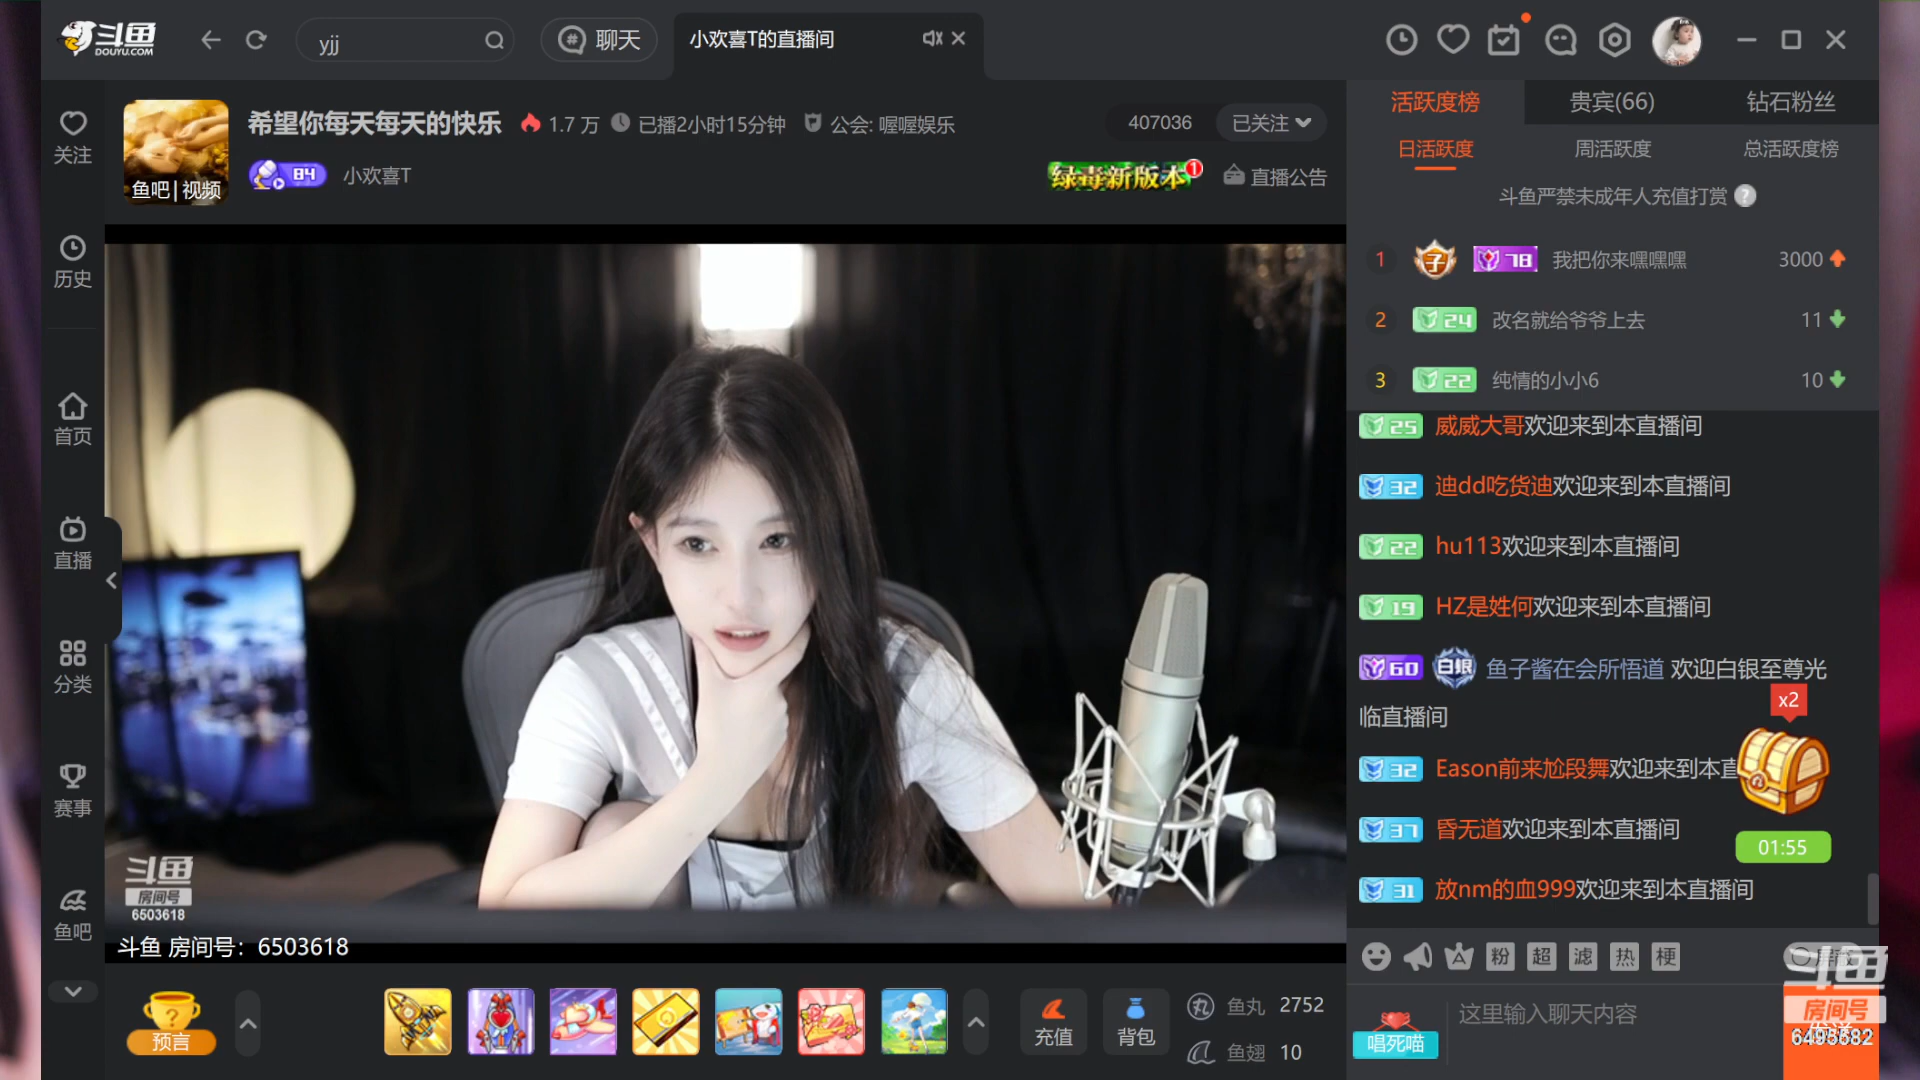 斗鱼
DOUYU.COM
yjj
聊天
小欢喜T的直播间
关注
历史
首页
直播
分类
赛事
鱼吧
鱼吧|视频
希望你每天每天的快乐
1.7 万
已播2小时15分钟
公会: 喔喔娱乐
407036
已关注
84
小欢喜T
绿毒新版本
1
直播公告
斗鱼
房间号
6503618
斗鱼 房间号：6503618
预言
充值
背包
鱼丸 2752
鱼翅 10
活跃度榜
贵宾(66)
钻石粉丝
日活跃度
周活跃度
总活跃度榜
斗鱼严禁未成年人充值打赏
1 子 78 我把你来嘿嘿嘿 3000
2 24 改名就给爷爷上去 11
3 22 纯情的小小6 10
25 威威大哥欢迎来到本直播间
32 迪dd吃货迪欢迎来到本直播间
22 hu113欢迎来到本直播间
19 HZ是姓何欢迎来到本直播间
60 白银 鱼子酱在会所悟道 欢迎白银至尊光
临直播间
x2
32 Eason前来尬段舞欢迎来到本直
37 昏无道欢迎来到本直播间
01:55
31 放nm的血999欢迎来到本直播间
粉 超 滤 热 梗
唱死喵
这里输入聊天内容
斗鱼
房间号
6495582